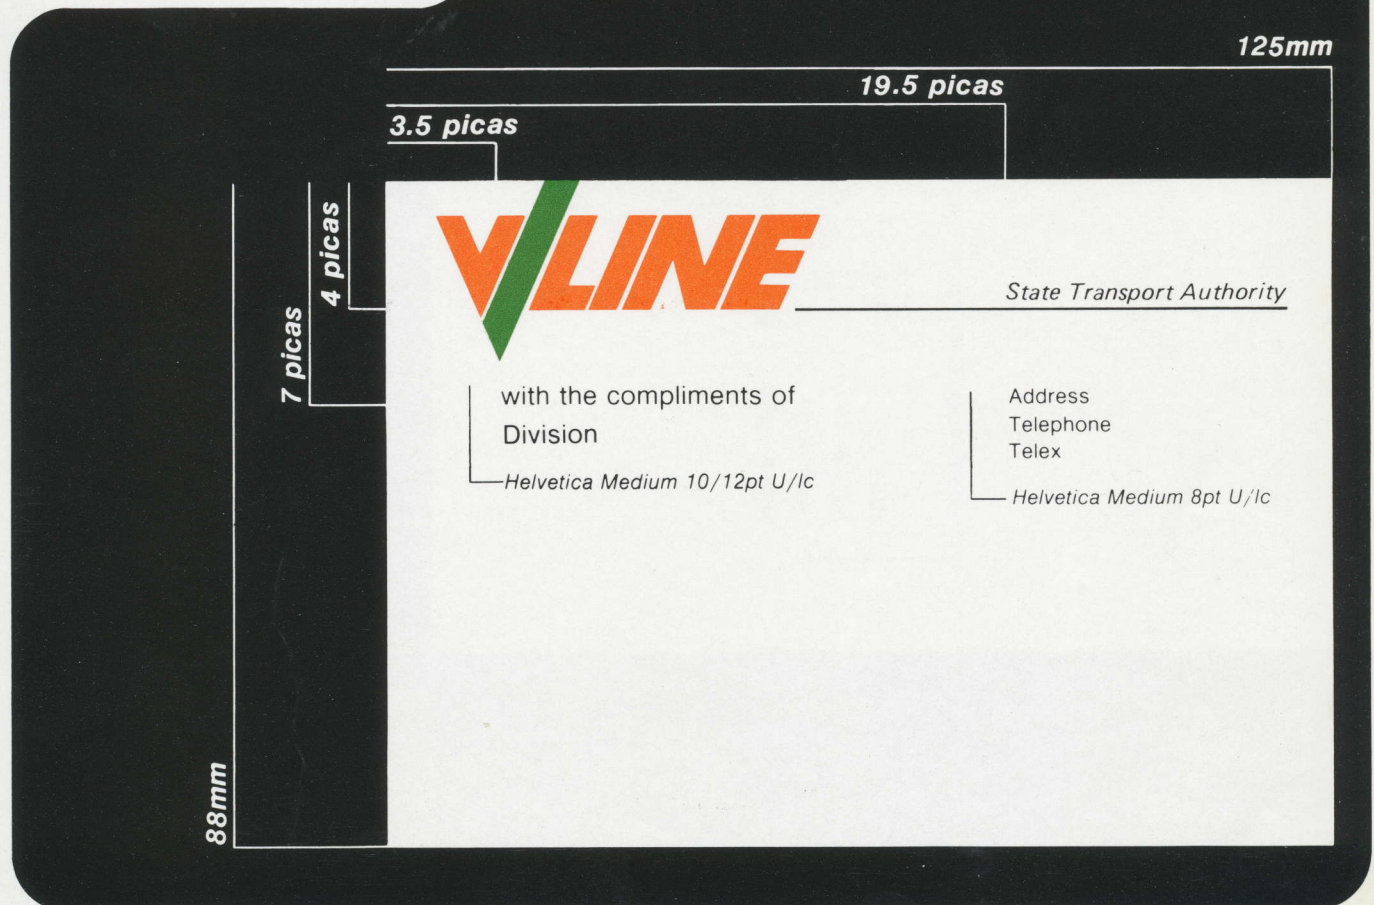 125mm
19.5 picas
3.5 picas
4 picas
7 picas
88mm
V/LINE
State Transport Authority
with the compliments of
Division
Helvetica Medium 10/12pt U/lc
Address
Telephone
Telex
Helvetica Medium 8pt U/lc